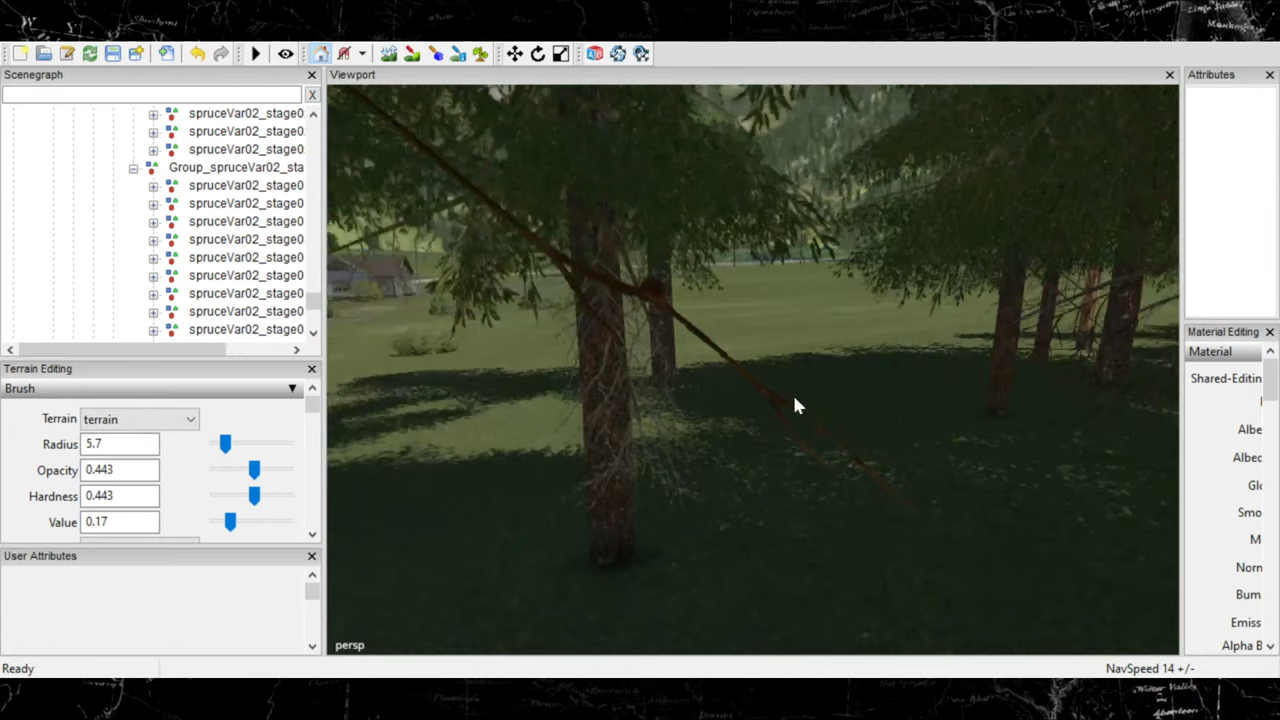 Scenegraph
X
spruceVar02_stage0
spruceVar02_stage0
spruceVar02_stage0
Group_spruceVar02_sta
spruceVar02_stage0
spruceVar02_stage0
spruceVar02_stage0
spruceVar02_stage0
spruceVar02_stage0
spruceVar02_stage0
spruceVar02_stage0
spruceVar02_stage0
spruceVar02_stage0
Terrain Editing
Brush
Terrain terrain
Radius 5.7
Opacity 0.443
Hardness 0.443
Value 0.17
User Attributes
Ready
Viewport
persp
Attributes
Material Editing
Material
Shared-Editin
Albe
Albed
Glo
Smo
M
Norn
Bum
Emiss
Alpha B
NavSpeed 14 +/-